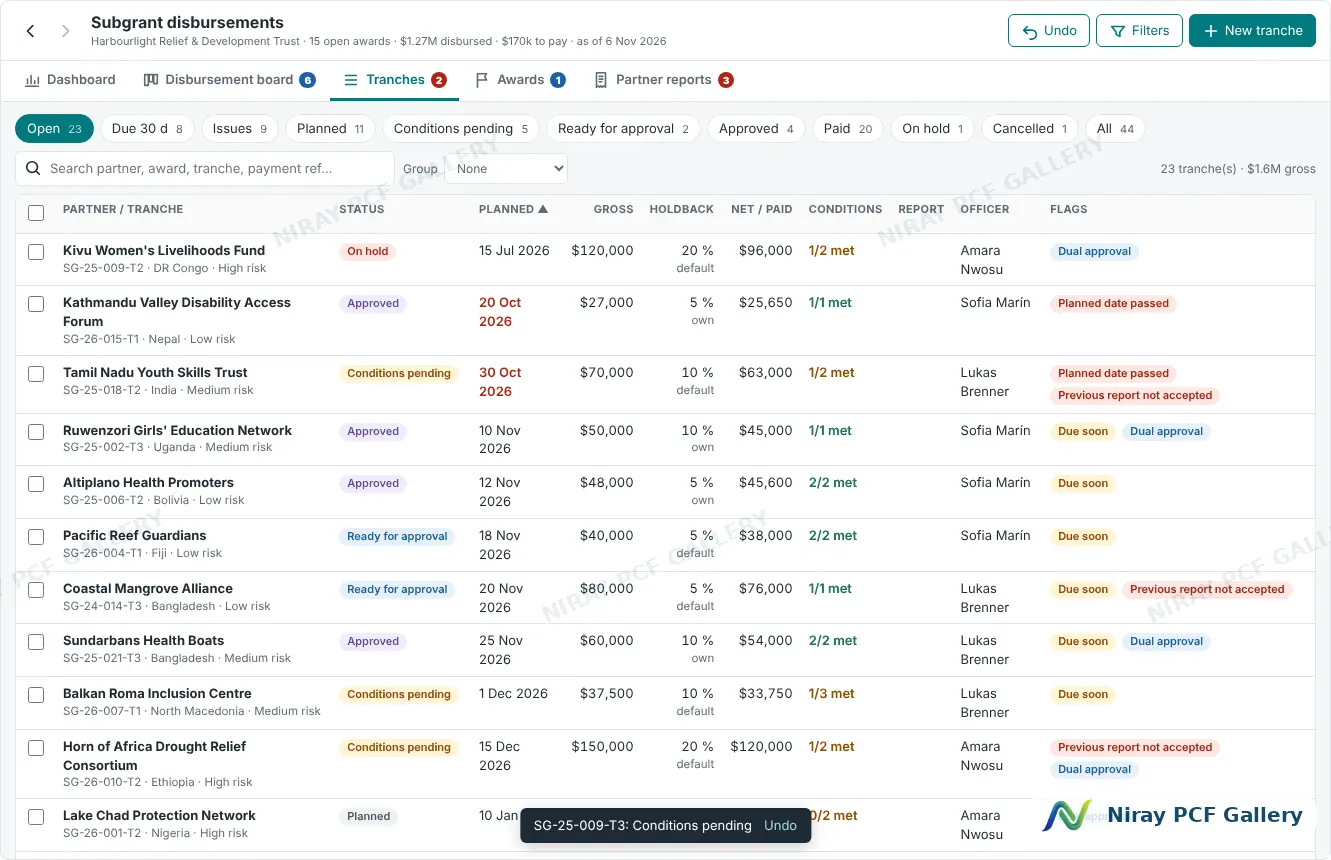 Subgrant disbursements
Harbourlight Relief & Development Trust · 15 open awards · $1.27M disbursed · $170k to pay · as of 6 Nov 2026
Undo
Filters
New tranche
Dashboard
Disbursement board 6
Tranches 2
Awards 1
Partner reports 3
Open 23
Due 30 d 8
Issues 9
Planned 11
Conditions pending 5
Ready for approval 2
Approved 4
Paid 20
On hold 1
Cancelled 1
All 44
Search partner, award, tranche, payment ref...
Group None
23 tranche(s) · $1.6M gross
PARTNER / TRANCHE STATUS PLANNED ▲ GROSS HOLDBACK NET / PAID CONDITIONS REPORT OFFICER FLAGS
Kivu Women's Livelihoods Fund On hold 15 Jul 2026 $120,000 20 % $96,000 1/2 met Amara Dual approval
SG-25-009-T2 · DR Congo · High risk default Nwosu
Kathmandu Valley Disability Access Approved 20 Oct $27,000 5 % $25,650 1/1 met Sofia Marín Planned date passed
Forum 2026 own
SG-26-015-T1 · Nepal · Low risk
Tamil Nadu Youth Skills Trust Conditions pending 30 Oct $70,000 10 % $63,000 1/2 met Lukas Planned date passed
SG-25-018-T2 · India · Medium risk 2026 default Brenner Previous report not accepted
Ruwenzori Girls' Education Network Approved 10 Nov $50,000 10 % $45,000 1/1 met Sofia Marín Due soon Dual approval
SG-25-002-T3 · Uganda · Medium risk 2026 own
Altiplano Health Promoters Approved 12 Nov $48,000 5 % $45,600 2/2 met Sofia Marín Due soon
SG-25-006-T2 · Bolivia · Low risk 2026 own
Pacific Reef Guardians Ready for approval 18 Nov $40,000 5 % $38,000 2/2 met Sofia Marín Due soon
SG-26-004-T1 · Fiji · Low risk 2026 default
Coastal Mangrove Alliance Ready for approval 20 Nov $80,000 5 % $76,000 1/1 met Lukas Due soon Previous report not accepted
SG-24-014-T3 · Bangladesh · Low risk 2026 default Brenner
Sundarbans Health Boats Approved 25 Nov $60,000 10 % $54,000 2/2 met Lukas Due soon Dual approval
SG-25-021-T3 · Bangladesh · Medium risk 2026 own Brenner
Balkan Roma Inclusion Centre Conditions pending 1 Dec 2026 $37,500 10 % $33,750 1/3 met Lukas Due soon
SG-26-007-T1 · North Macedonia · Medium risk default Brenner
Horn of Africa Drought Relief Conditions pending 15 Dec $150,000 20 % $120,000 1/2 met Amara Previous report not accepted
Consortium 2026 default Nwosu Dual approval
SG-26-010-T2 · Ethiopia · High risk
Lake Chad Protection Network Planned 10 Jan 0/2 met Amara
SG-26-001-T2 · Nigeria · High risk Nwosu
SG-25-009-T3: Conditions pending Undo
Niray PCF Gallery
NIRAY PCF GALLERY
NIRAY PCF GALLERY
NIRAY PCF GALLERY